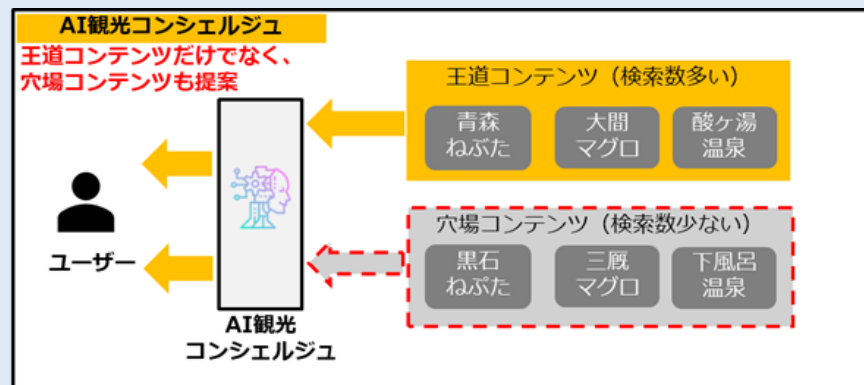 AI観光コンシェルジュ
王道コンテンツだけでなく、
穴場コンテンツも提案
王道コンテンツ（検索数多い）
青森
ねぶた
大間
マグロ
酸ヶ湯
温泉
穴場コンテンツ（検索数少ない）
黒石
ねぷた
三厩
マグロ
下風呂
温泉
ユーザー
AI観光
コンシェルジュ